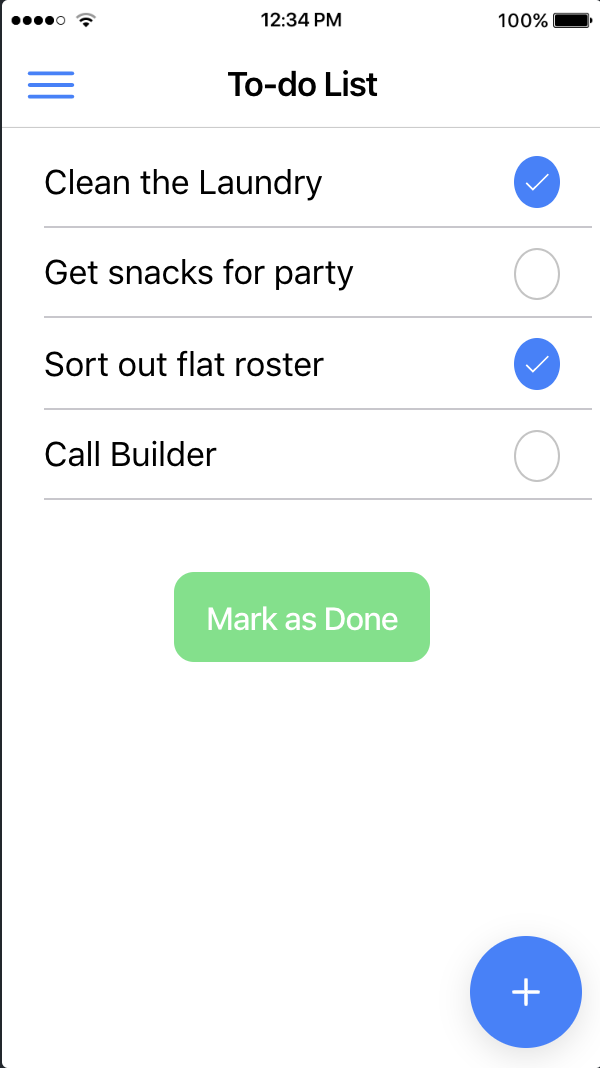 12:34 PM 100%
To-do List
Clean the Laundry
Get snacks for party
Sort out flat roster
Call Builder
Mark as Done
+